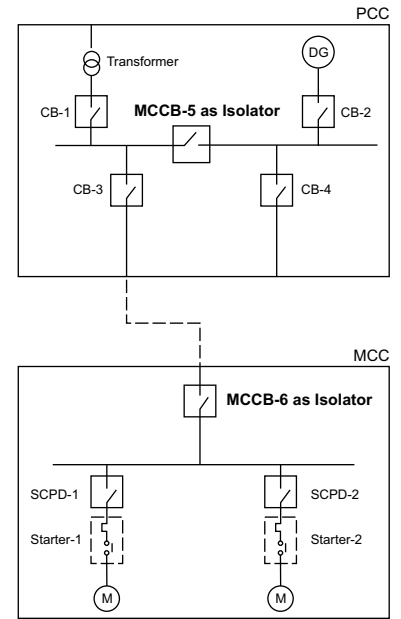 PCC
Transformer
DG
CB-1
MCCB-5 as Isolator
CB-2
CB-3
CB-4
MCC
MCCB-6 as Isolator
SCPD-1
SCPD-2
Starter-1
Starter-2
M
M